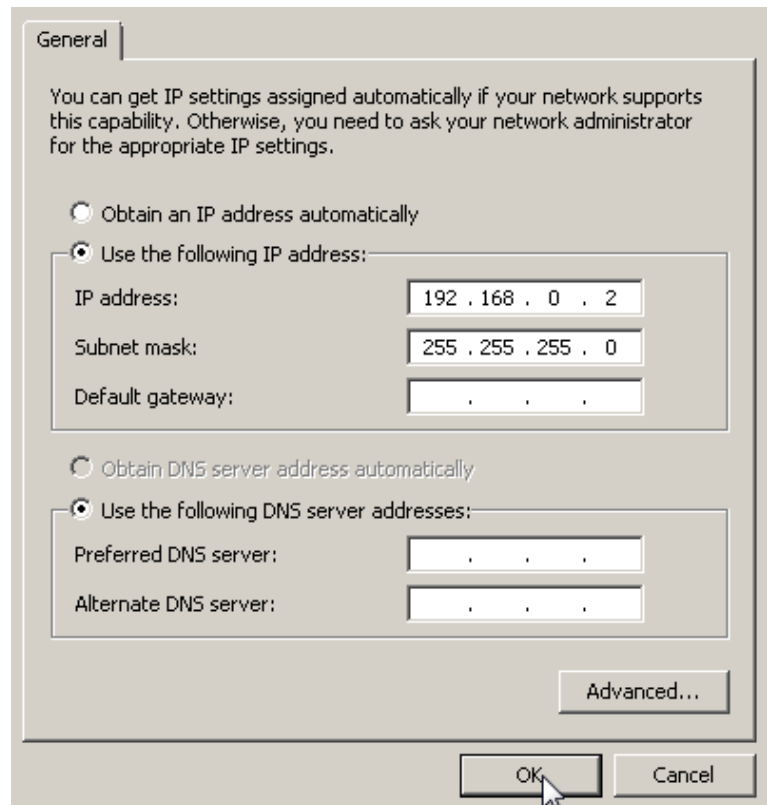 General
You can get IP settings assigned automatically if your network supports
this capability. Otherwise, you need to ask your network administrator
for the appropriate IP settings.
Obtain an IP address automatically
Use the following IP address:
IP address: 192 . 168 . 0 . 2
Subnet mask: 255 . 255 . 255 . 0
Default gateway: . . .
Obtain DNS server address automatically
Use the following DNS server addresses:
Preferred DNS server: . . .
Alternate DNS server: . . .
Advanced...
OK Cancel